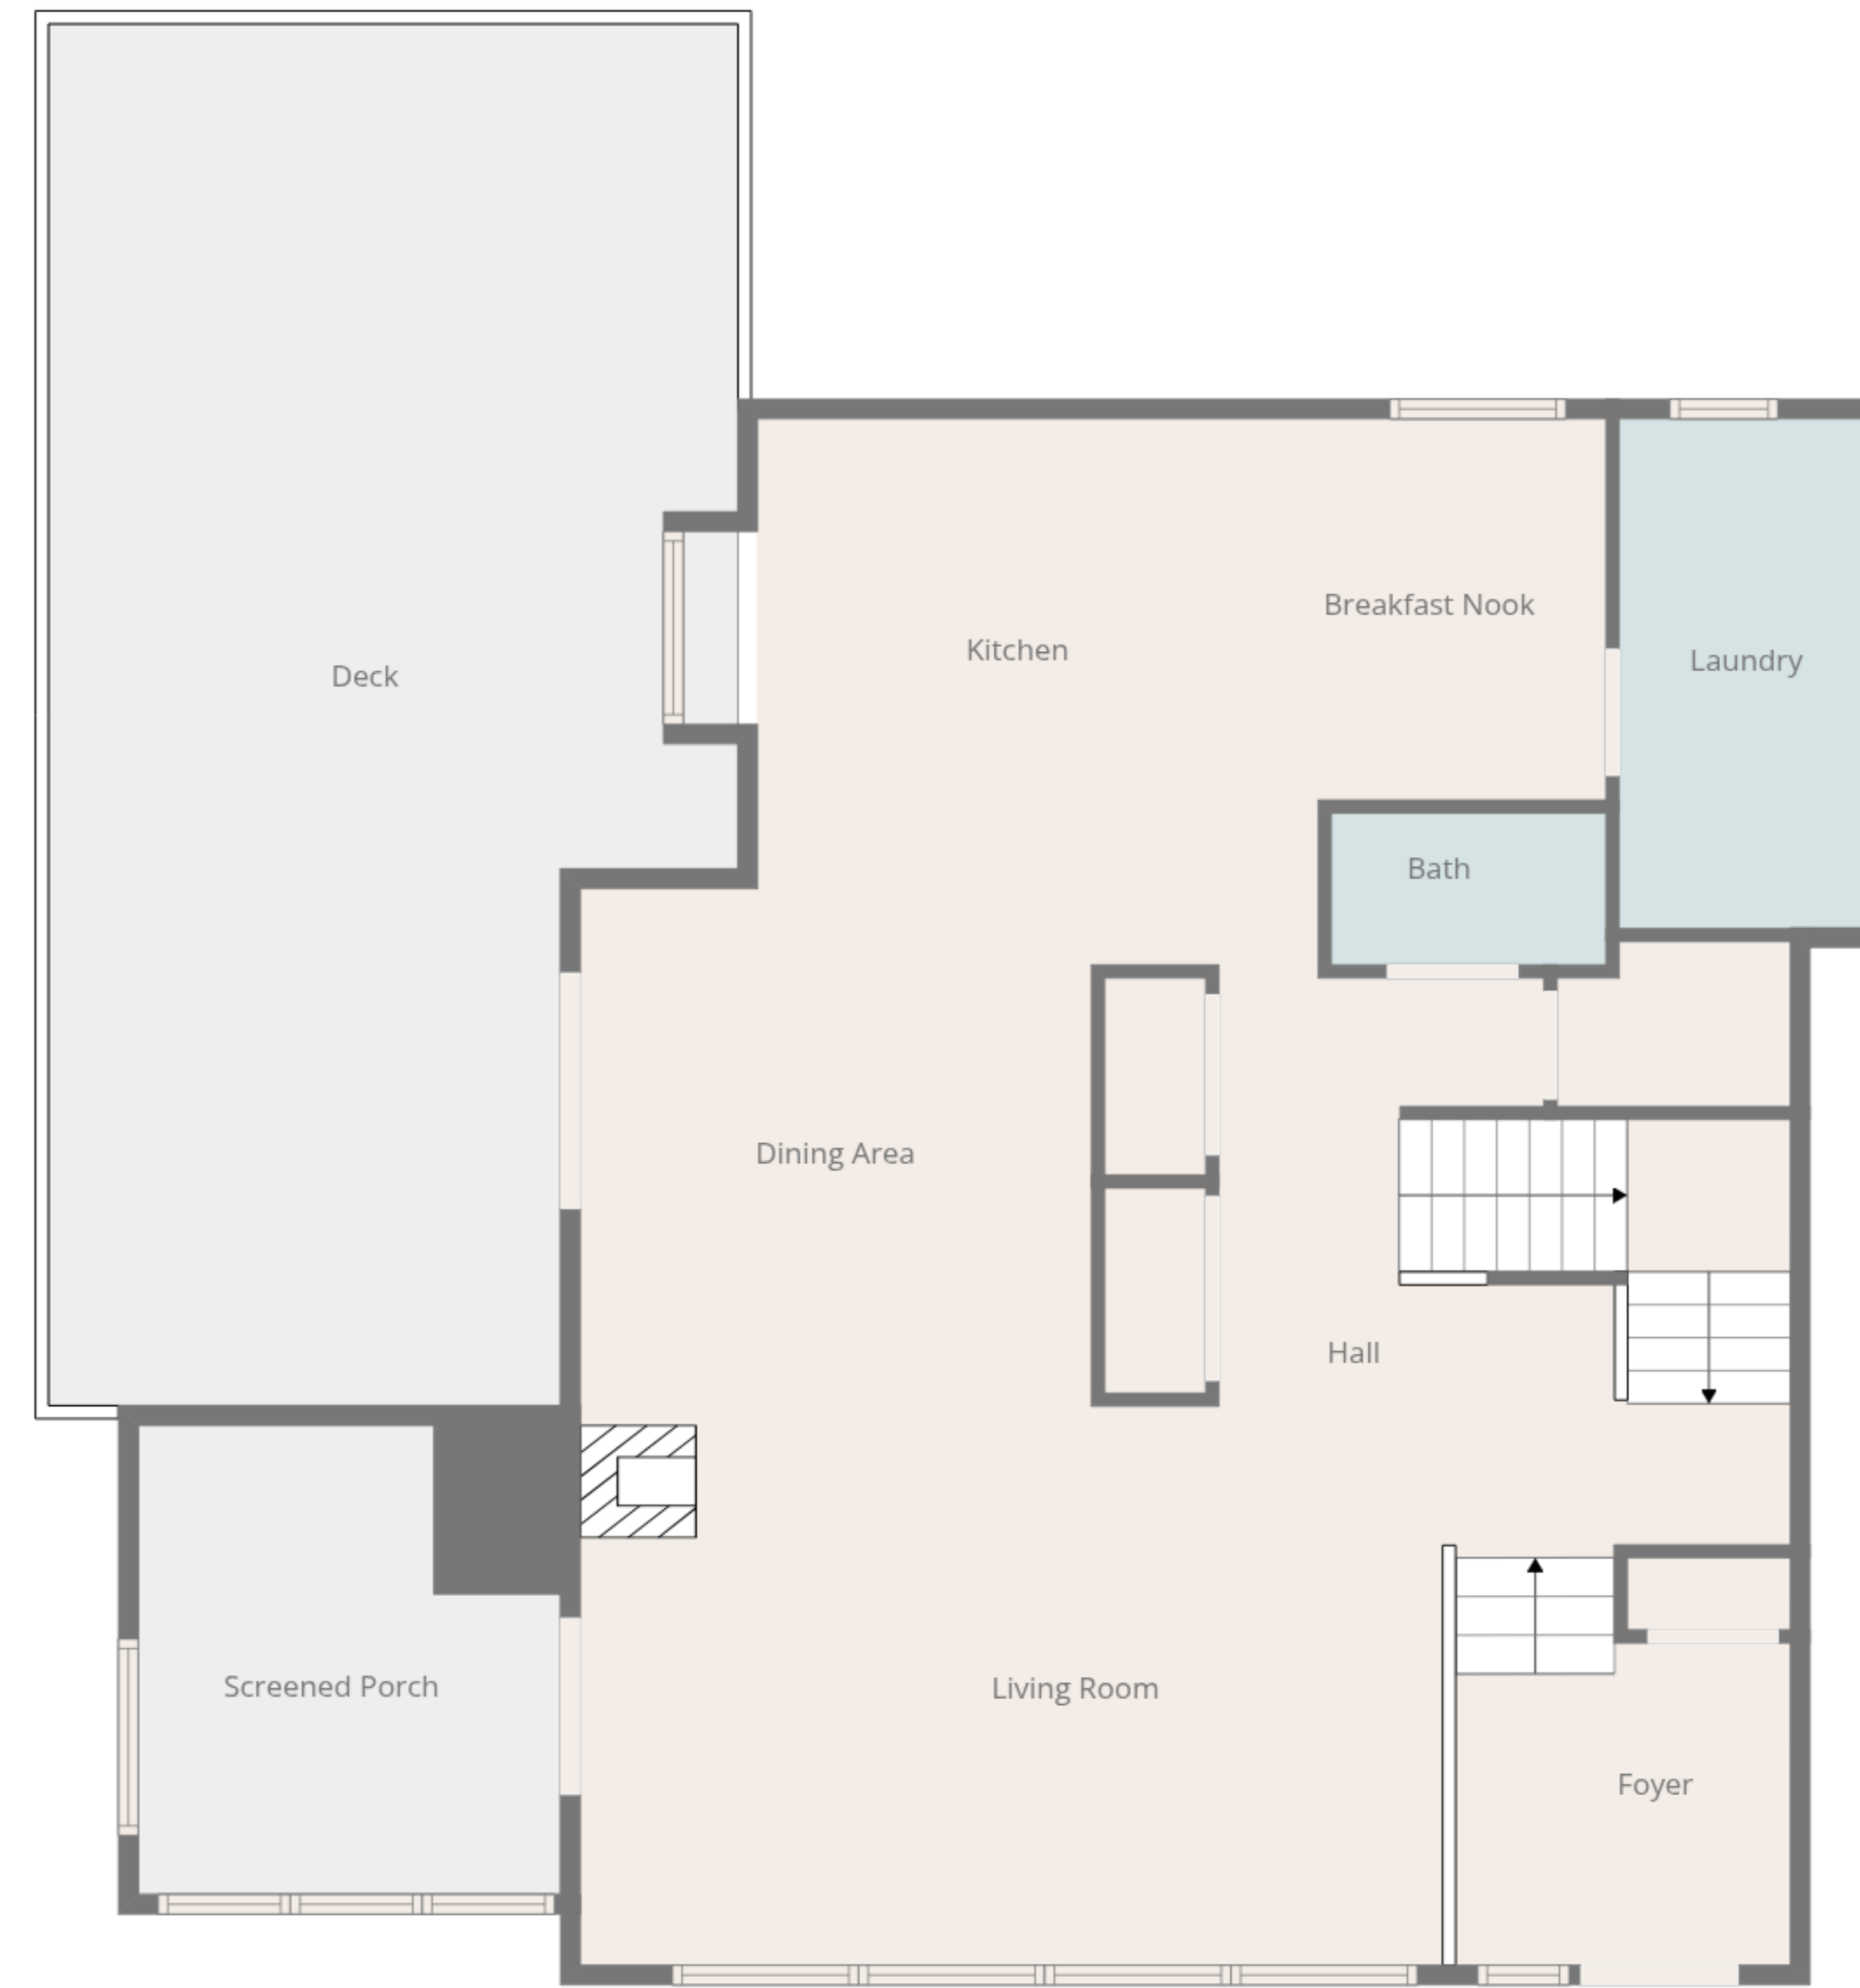 Breakfast Nook
Kitchen
Laundry
Deck
Bath
Dining Area
Hall
Screened Porch
Living Room
Foyer